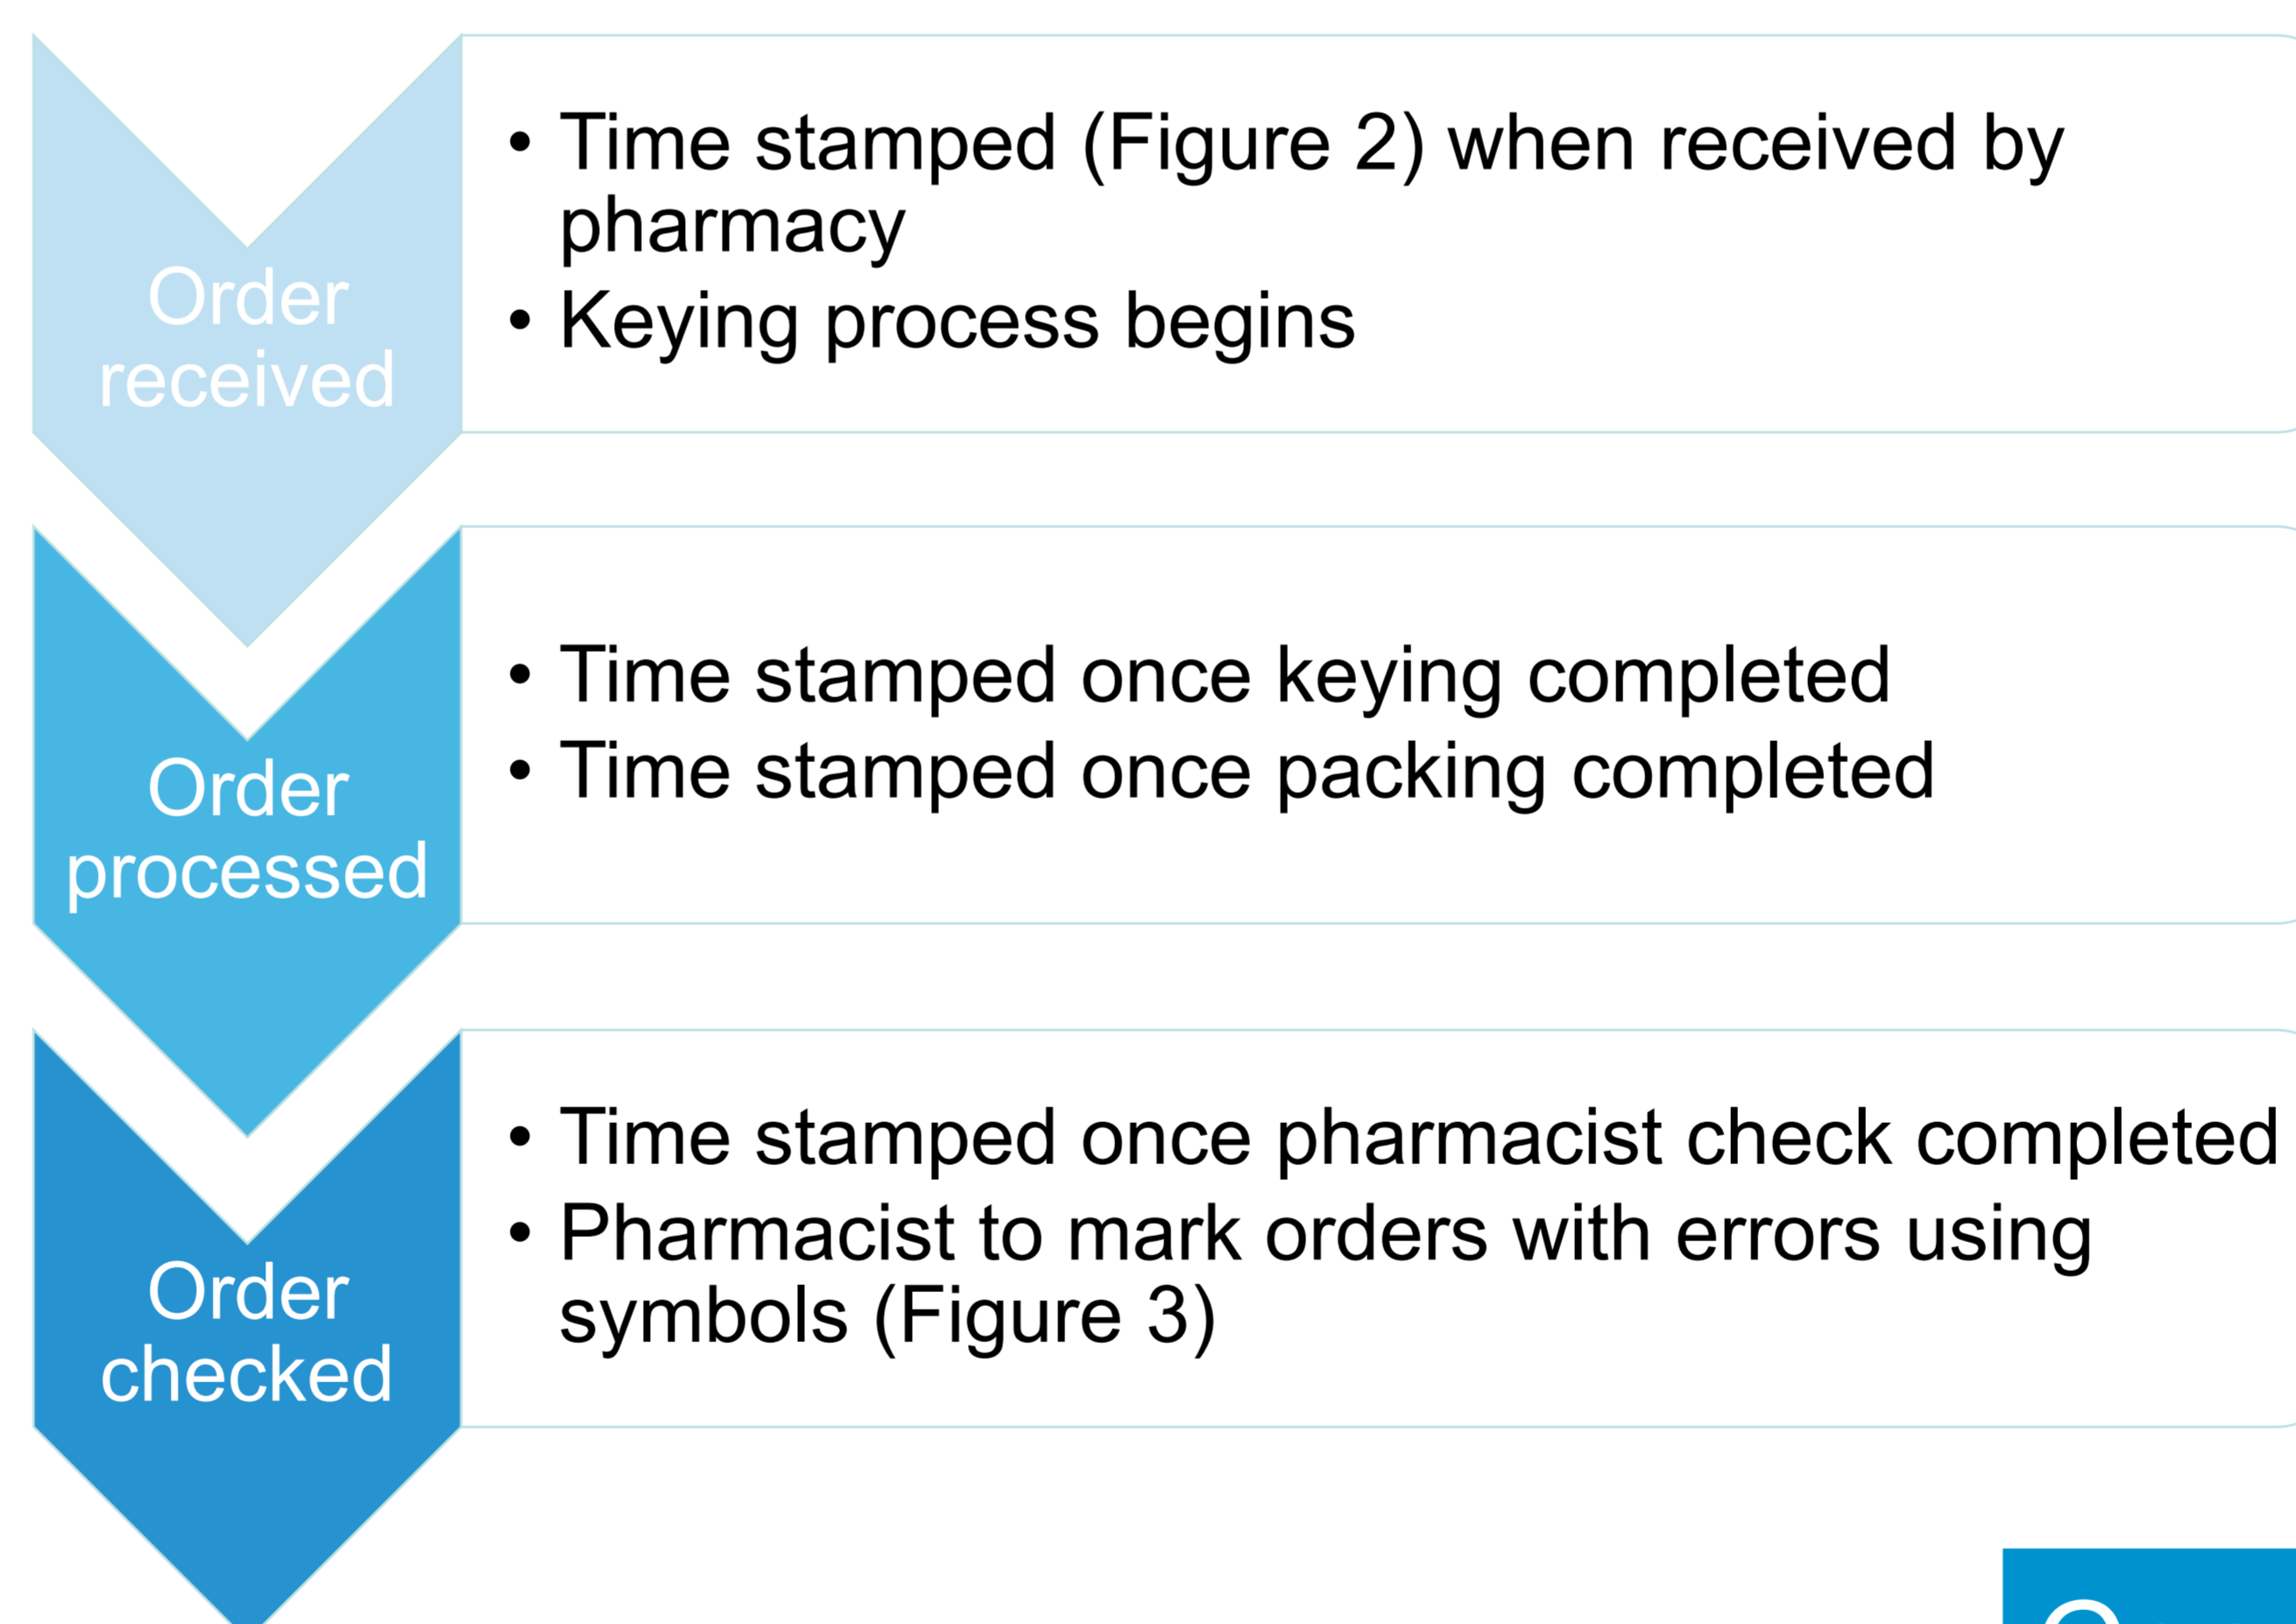 Order
received
• Time stamped (Figure 2) when received by
pharmacy
• Keying process begins
Order
processed
• Time stamped once keying completed
• Time stamped once packing completed
Order
checked
• Time stamped once pharmacist check completed
• Pharmacist to mark orders with errors using
symbols (Figure 3)